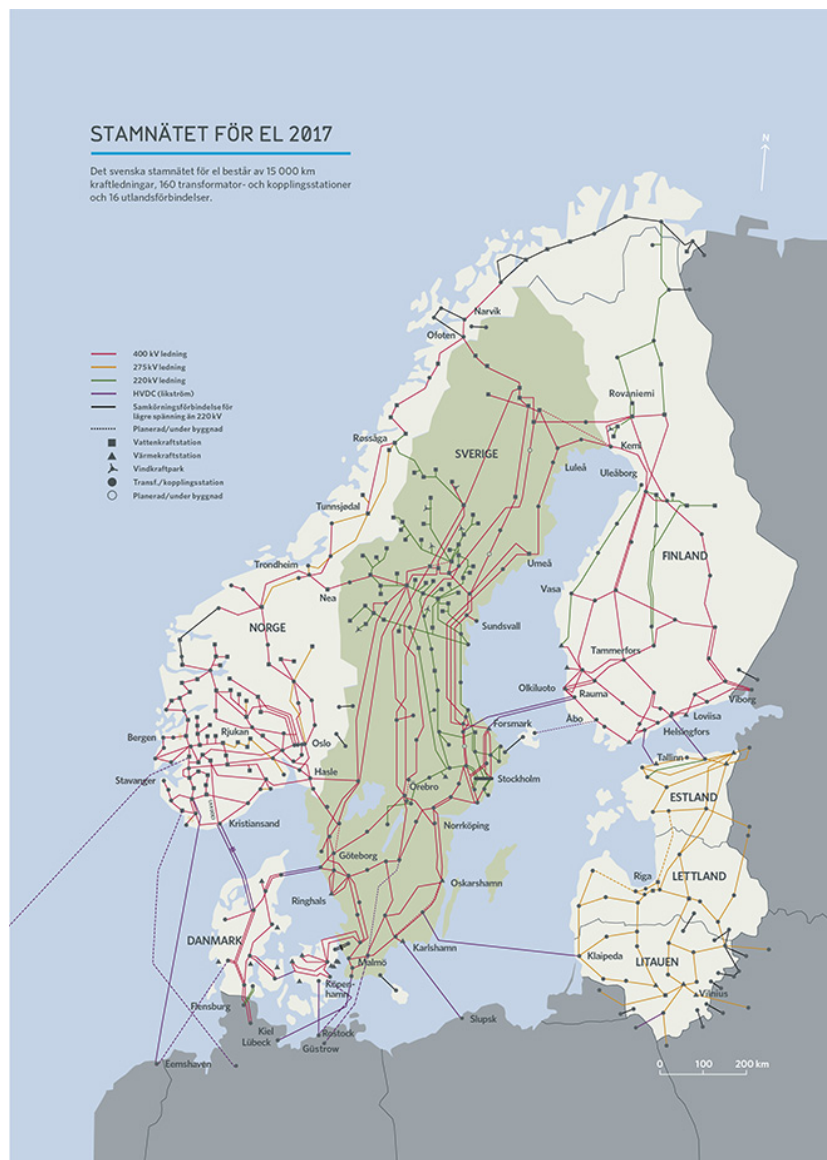 STAMNÄTET FÖR EL 2017
Det svenska stamnätet för el består av 15 000 km
kraftledningar, 160 transformator- och kopplingsstationer
och 16 utlandsförbindelser.
N
400 kV ledning
275 kV ledning
220 kV ledning
HVDC (likström)
Samkörningsförbindelse för
lägre spänning än 220 kV
Planerad/under byggnad
Vattenkraftstation
Värmekraftstation
Vindkraftpark
Transf./kopplingsstation
Planerad/under byggnad
Narvik
Ofoten
Rovaniemi
Røssåga
Kemi
SVERIGE
Luleå
Uleåborg
Tunnsjødal
FINLAND
Trondheim
Umeå
Nea
Vasa
NORGE
Sundsvall
Tammerfors
Olkiluoto
Rauma
Viborg
Forsmark
Åbo
Loviisa
Helsingfors
Bergen
Rjukan
Oslo
Tallinn
Hasle
Stavanger
Stockholm
Örebro
ESTLAND
Kristiansand
Norrköping
Göteborg
Riga
LETTLAND
Oskarshamn
Ringhals
DANMARK
Karlshamn
Klaipeda
LITAUEN
Malmö
Köpen-
hamn
Vilnius
Flensburg
Kiel
Rostock
Slupsk
Lübeck
Güstrow
Eemshaven
0 100 200 km